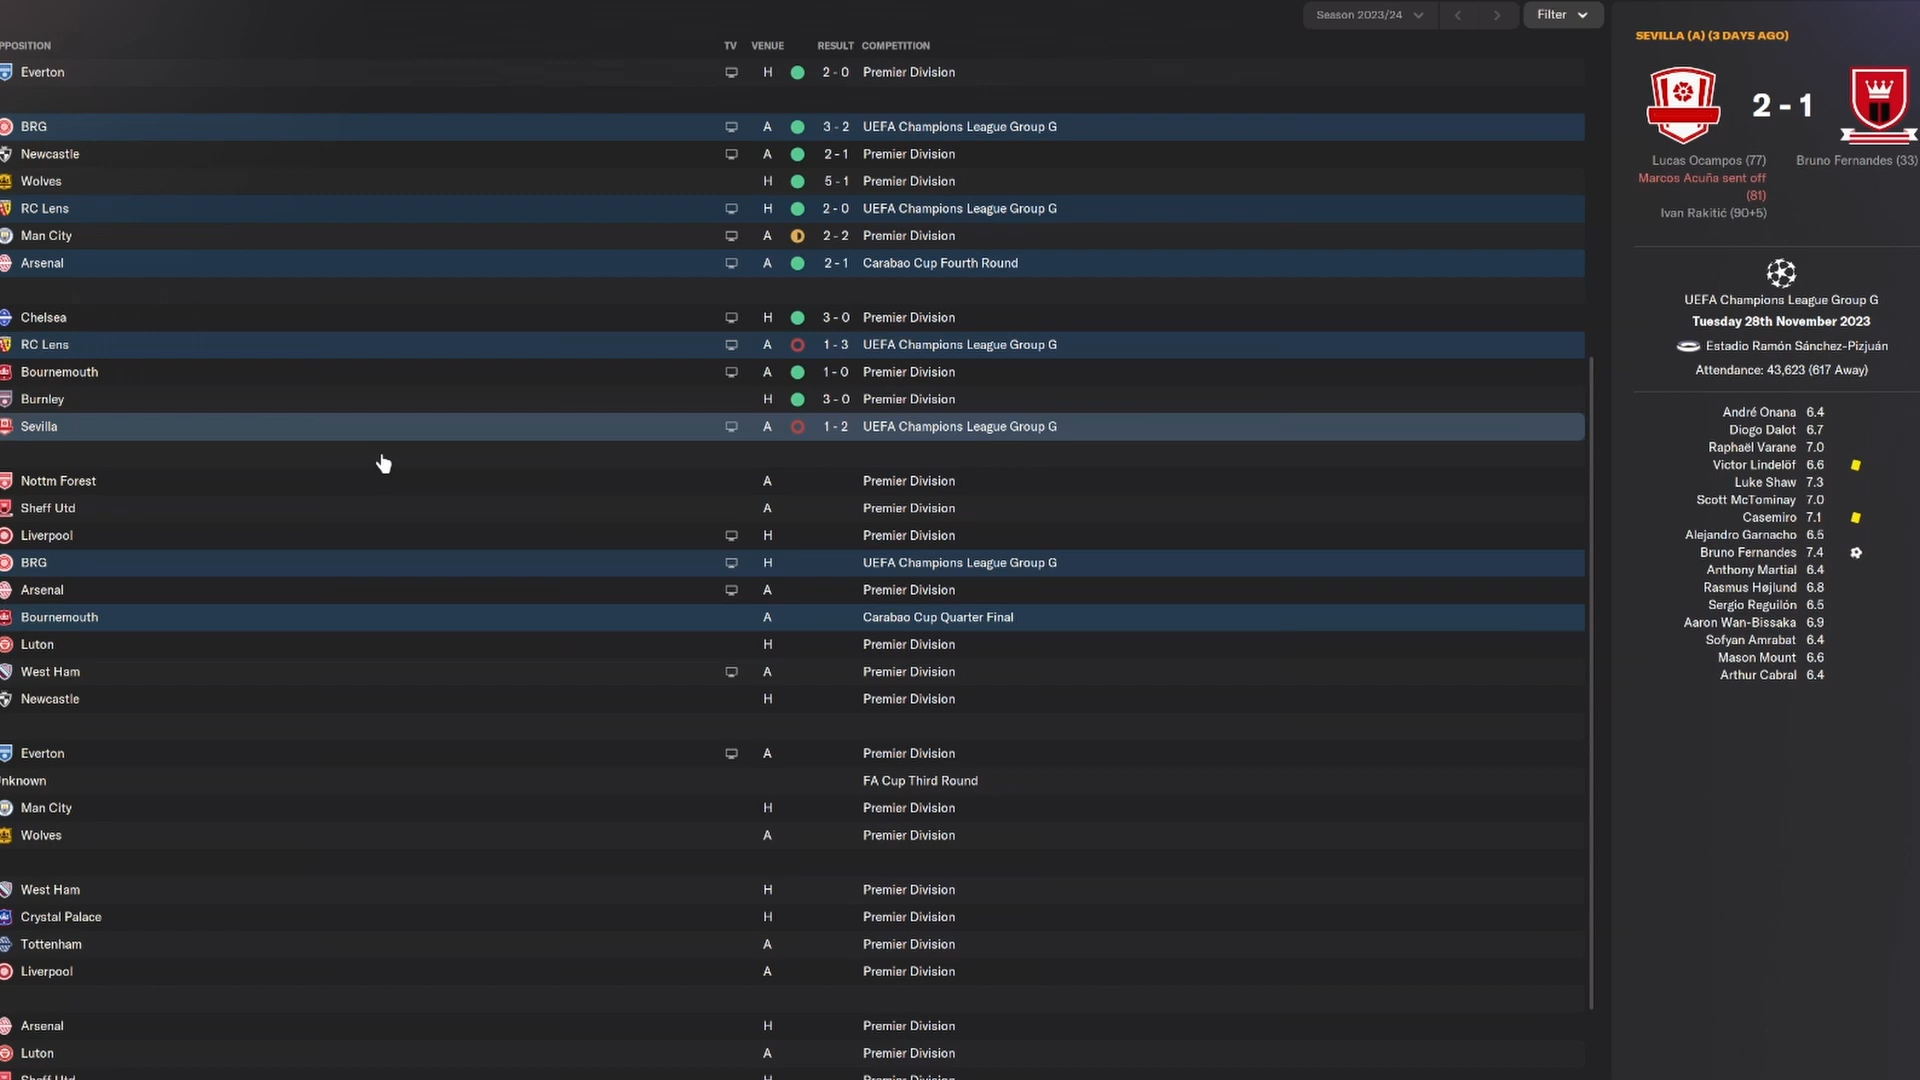 Season 2023/24
Filter
PPOSITION TV VENUE RESULT COMPETITION
Everton H 2 - 0 Premier Division
BRG A 3 - 2 UEFA Champions League Group G
Newcastle A 2 - 1 Premier Division
Wolves H 5 - 1 Premier Division
RC Lens H 2 - 0 UEFA Champions League Group G
Man City A 2 - 2 Premier Division
Arsenal A 2 - 1 Carabao Cup Fourth Round
Chelsea H 3 - 0 Premier Division
RC Lens A 1 - 3 UEFA Champions League Group G
Bournemouth A 1 - 0 Premier Division
Burnley H 3 - 0 Premier Division
Sevilla A 1 - 2 UEFA Champions League Group G
Nottm Forest A Premier Division
Sheff Utd A Premier Division
Liverpool H Premier Division
BRG H UEFA Champions League Group G
Arsenal A Premier Division
Bournemouth A Carabao Cup Quarter Final
Luton H Premier Division
West Ham A Premier Division
Newcastle H Premier Division
Everton A Premier Division
nknown FA Cup Third Round
Man City H Premier Division
Wolves A Premier Division
West Ham H Premier Division
Crystal Palace H Premier Division
Tottenham A Premier Division
Liverpool A Premier Division
Arsenal H Premier Division
Luton A Premier Division
Sheff Utd H Premier Division
SEVILLA (A) (3 DAYS AGO)
2 - 1
Lucas Ocampos (77) Bruno Fernandes (33)
Marcos Acuña sent off
(81)
Ivan Rakitić (90+5)
UEFA Champions League Group G
Tuesday 28th November 2023
Estadio Ramón Sánchez-Pizjuán
Attendance: 43,623 (617 Away)
André Onana 6.4
Diogo Dalot 6.7
Raphaël Varane 7.0
Victor Lindelöf 6.6
Luke Shaw 7.3
Scott McTominay 7.0
Casemiro 7.1
Alejandro Garnacho 6.5
Bruno Fernandes 7.4
Anthony Martial 6.4
Rasmus Højlund 6.8
Sergio Reguilón 6.5
Aaron Wan-Bissaka 6.9
Sofyan Amrabat 6.4
Mason Mount 6.6
Arthur Cabral 6.4